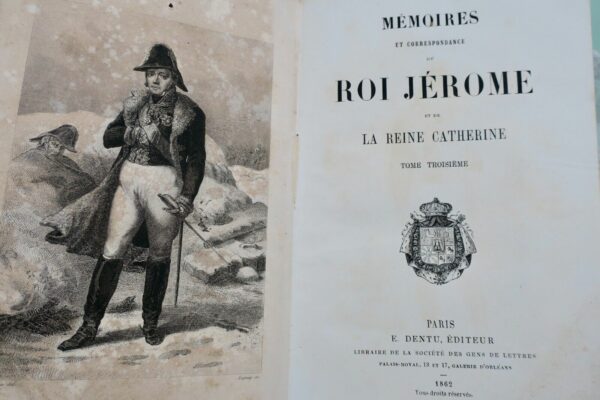 MÉMOIRES
ET CORRESPONDANCE
DU
ROI JÉROME
ET DE
LA REINE CATHERINE
TOME TROISIÈME
PARIS
E. DENTU, ÉDITEUR
LIBRAIRE DE LA SOCIÉTÉ DES GENS DE LETTRES
PALAIS-ROYAL, 13 ET 17, GALERIE D'ORLÉANS
1862
Tous droits réservés.